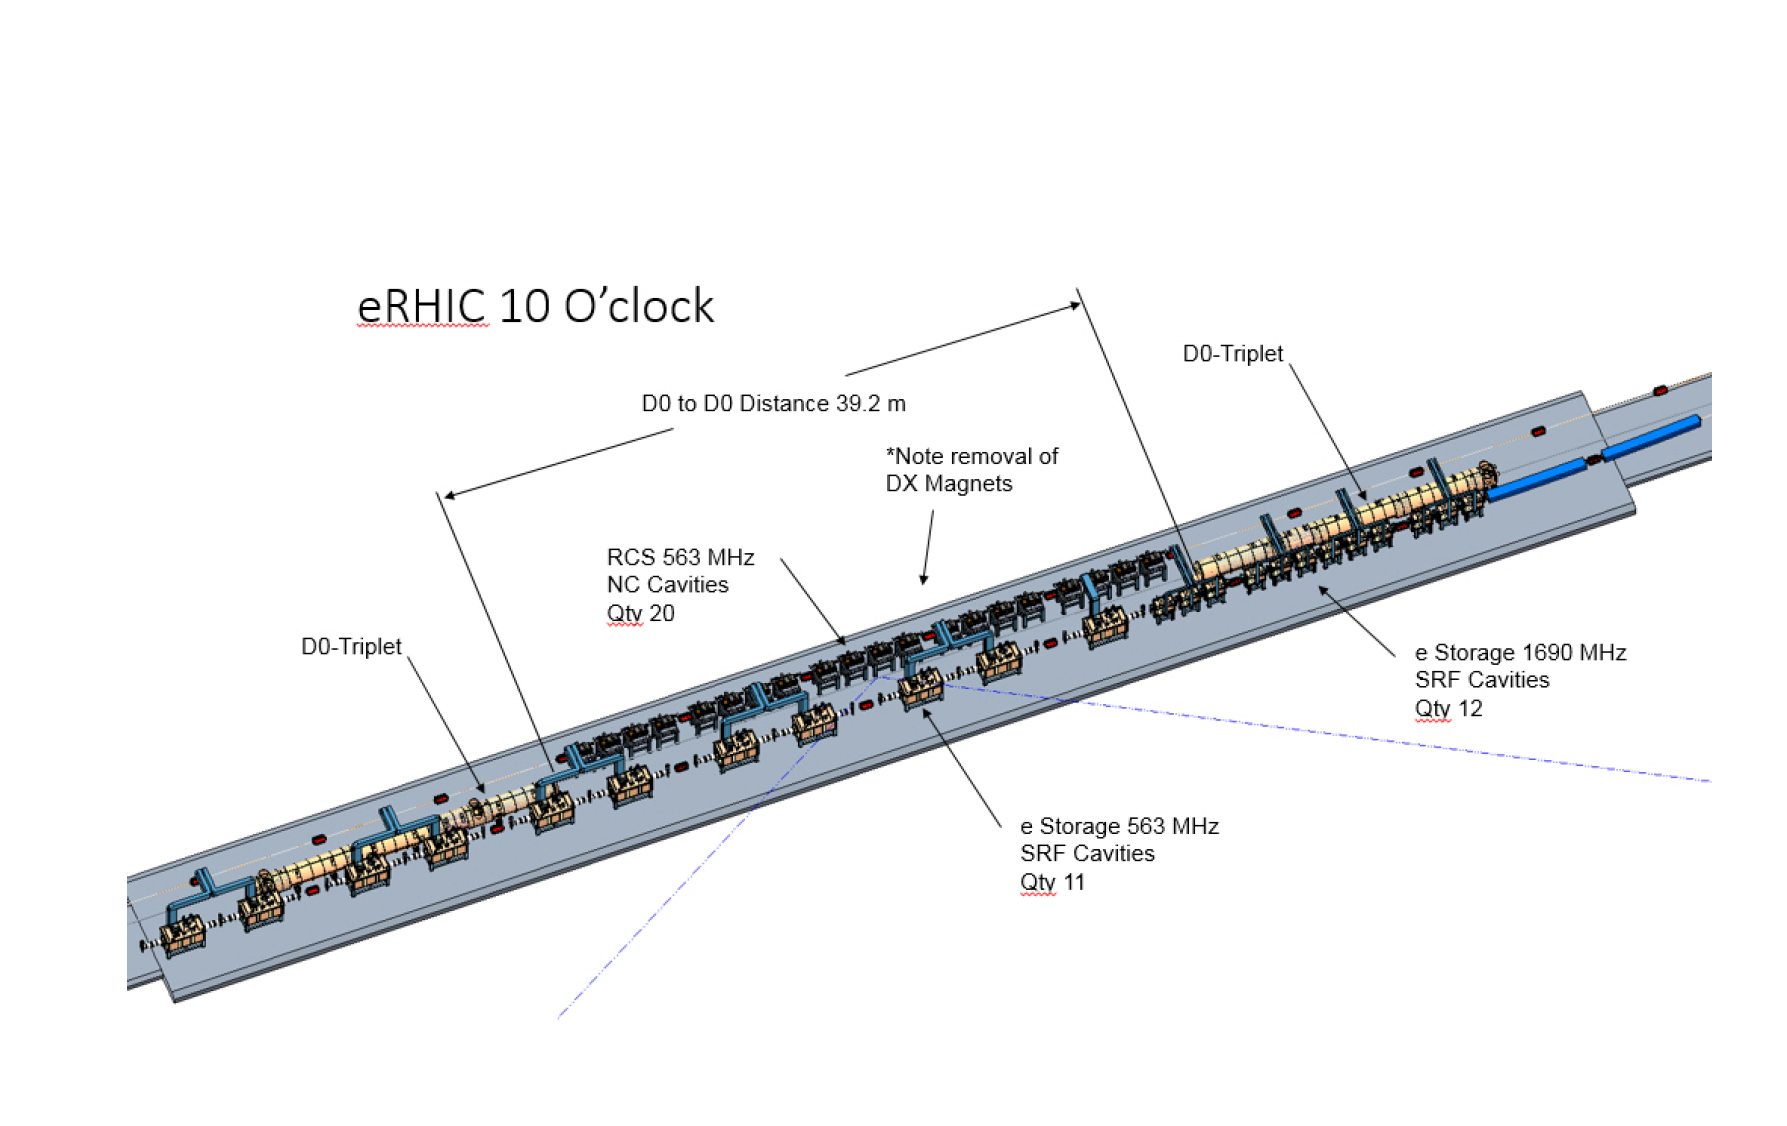 eRHIC 10 O’clock
D0-Triplet
D0 to D0 Distance 39.2 m
*Note removal of
DX Magnets
RCS 563 MHz
NC Cavities
Qty 20
D0-Triplet
e Storage 1690 MHz
SRF Cavities
Qty 12
e Storage 563 MHz
SRF Cavities
Qty 11